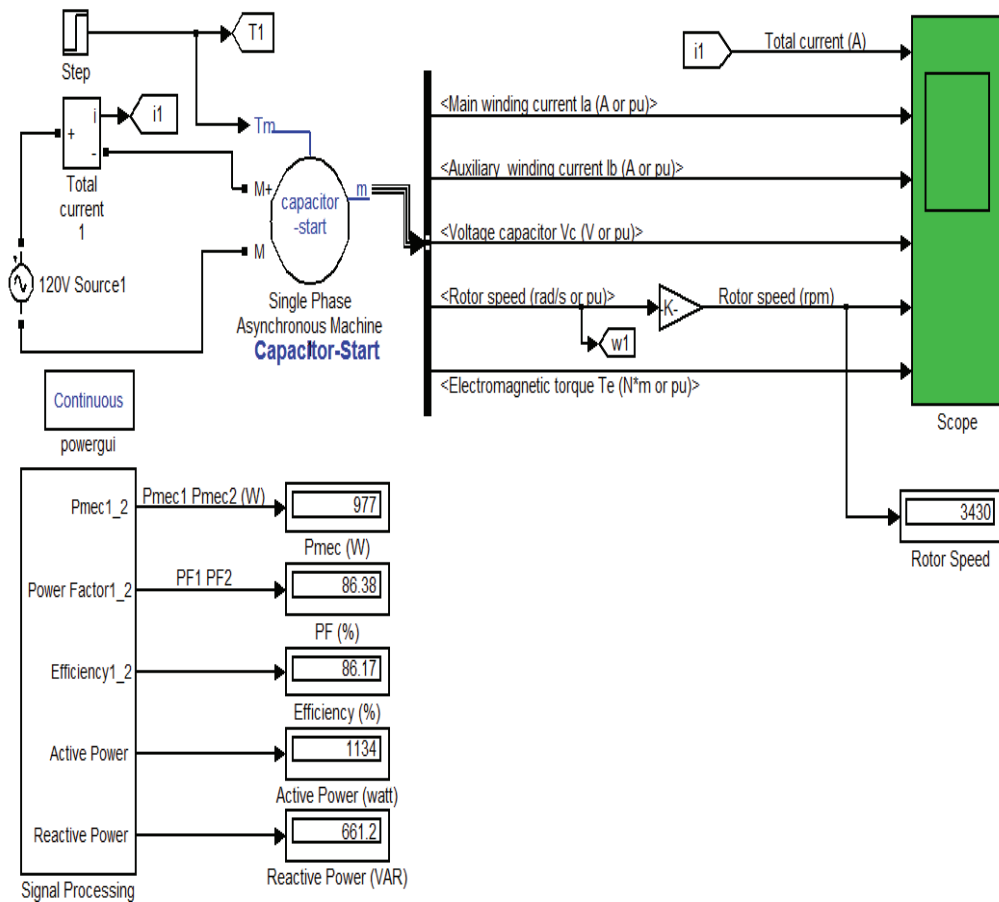 T1
Step
i1
Total current (A)
<Main winding current Ia (A or pu)>
i
i1
+
-
Tm
Total
current
1
M+
capacitor
-start
m
<Auxiliary winding current Ib (A or pu)>
M
<Voltage capacitor Vc (V or pu)>
120V Source1
Single Phase
Asynchronous Machine
Capacitor-Start
<Rotor speed (rad/s or pu)>
-K-
Rotor speed (rpm)
w1
<Electromagnetic torque Te (N*m or pu)>
Scope
Continuous
powergui
Pmec1_2
Pmec1 Pmec2 (W)
977
Pmec (W)
3430
Rotor Speed
Power Factor1_2
PF1 PF2
86.38
PF (%)
Efficiency1_2
86.17
Efficiency (%)
Active Power
1134
Active Power (watt)
Reactive Power
661.2
Reactive Power (VAR)
Signal Processing